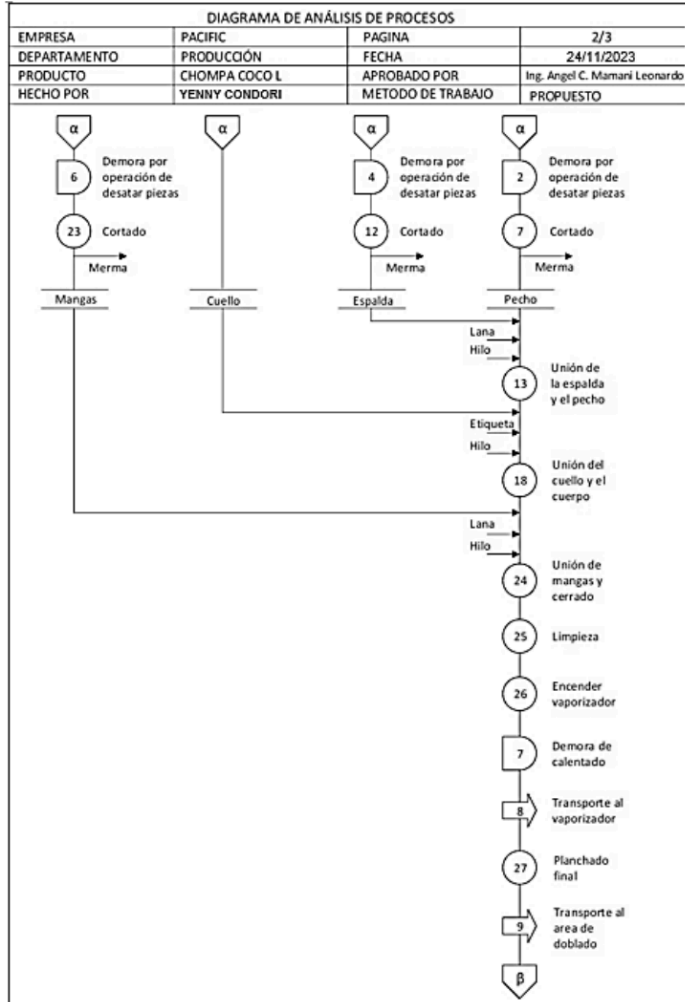 DIAGRAMA DE ANÁLISIS DE PROCESOS
EMPRESA PACIFIC PAGINA 2/3
DEPARTAMENTO PRODUCCIÓN FECHA 24/11/2023
PRODUCTO CHOMPA COCO L APROBADO POR Ing. Angel C. Mamani Leonardo
HECHO POR YENNY CONDORI METODO DE TRABAJO PROPUESTO
α α α α
6
Demora por
operación de
desatar piezas
4
Demora por
operación de
desatar piezas
2
Demora por
operación de
desatar piezas
23 Cortado
12 Cortado
7 Cortado
Merma Merma Merma
Mangas Cuello Espalda Pecho
Lana
Hilo
13
Unión de
la espalda
y el pecho
Etiqueta
Hilo
18
Unión del
cuello y el
cuerpo
Lana
Hilo
24
Unión de
mangas y
cerrado
25 Limpieza
26
Encender
vaporizador
7
Demora de
calentado
8
Transporte al
vaporizador
27
Planchado
final
9
Transporte al
area de
doblado
β